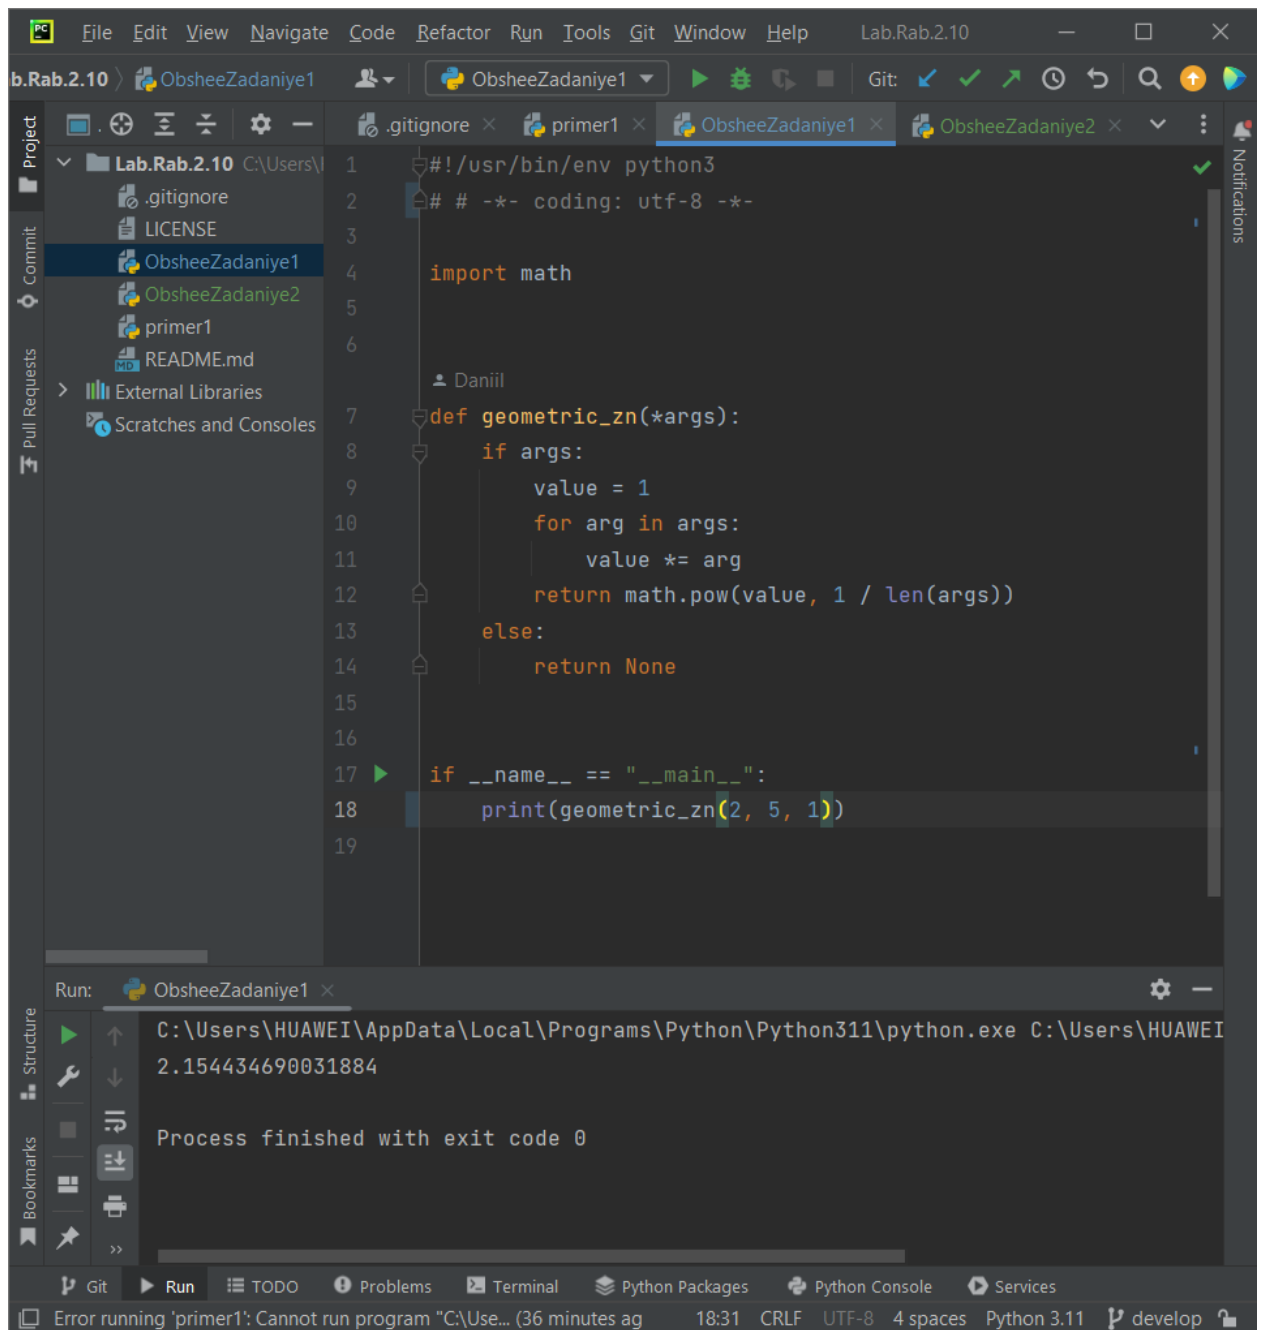 PC File Edit View Navigate Code Refactor Run Tools Git Window Help Lab.Rab.2.10
b.Rab.2.10 ObsheeZadaniye1 ObsheeZadaniye1 Git:
.gitignore primer1 ObsheeZadaniye1 ObsheeZadaniye2
Project
Commit
Pull Requests
Lab.Rab.2.10 C:\Users\
.gitignore
LICENSE
ObsheeZadaniye1
ObsheeZadaniye2
primer1
MD README.md
External Libraries
Scratches and Consoles
1 #!/usr/bin/env python3
2 # # -*- coding: utf-8 -*-
3
4 import math
5
6
Daniil
7 def geometric_zn(*args):
8 if args:
9 value = 1
10 for arg in args:
11 value *= arg
12 return math.pow(value, 1 / len(args))
13 else:
14 return None
15
16
17 if __name__ == "__main__":
18 print(geometric_zn(2, 5, 1))
19
Notifications
Run: ObsheeZadaniye1
Structure
Bookmarks
C:\Users\HUAWEI\AppData\Local\Programs\Python\Python311\python.exe C:\Users\HUAWEI
2.154434690031884
Process finished with exit code 0
Git Run TODO Problems Terminal Python Packages Python Console Services
Error running 'primer1': Cannot run program "C:\Use... (36 minutes ag 18:31 CRLF UTF-8 4 spaces Python 3.11 develop